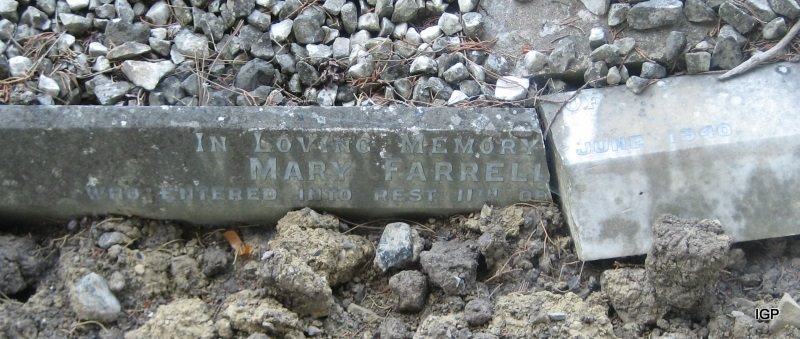 IN LOVING MEMORY OF
MARY FARRELL
WHO ENTERED INTO REST 11TH
JUNE 1940
IGP